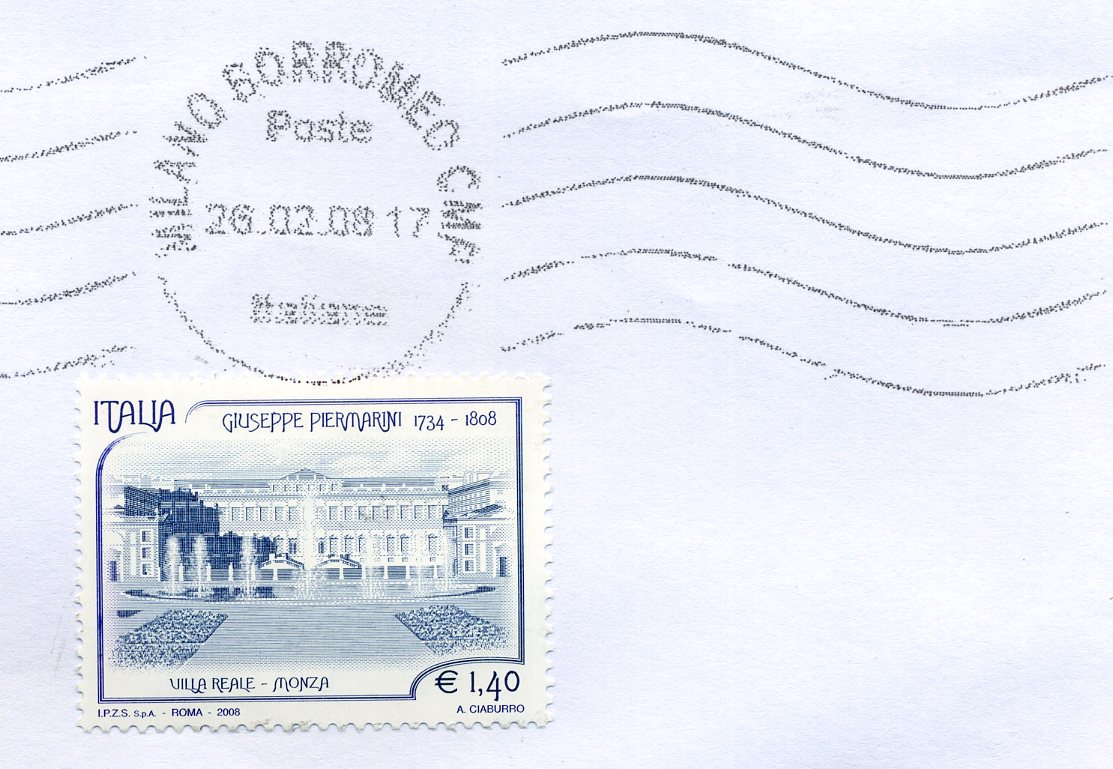 MILANO BORROMEO CMP
Poste
26.02.08 17
Italiane
ITALIA
GIUSEPPE PIERMARINI 1734 - 1808
VILLA REALE - MONZA
€ 1,40
I.P.Z.S. S.p.A. - ROMA - 2008
A. CIABURRO